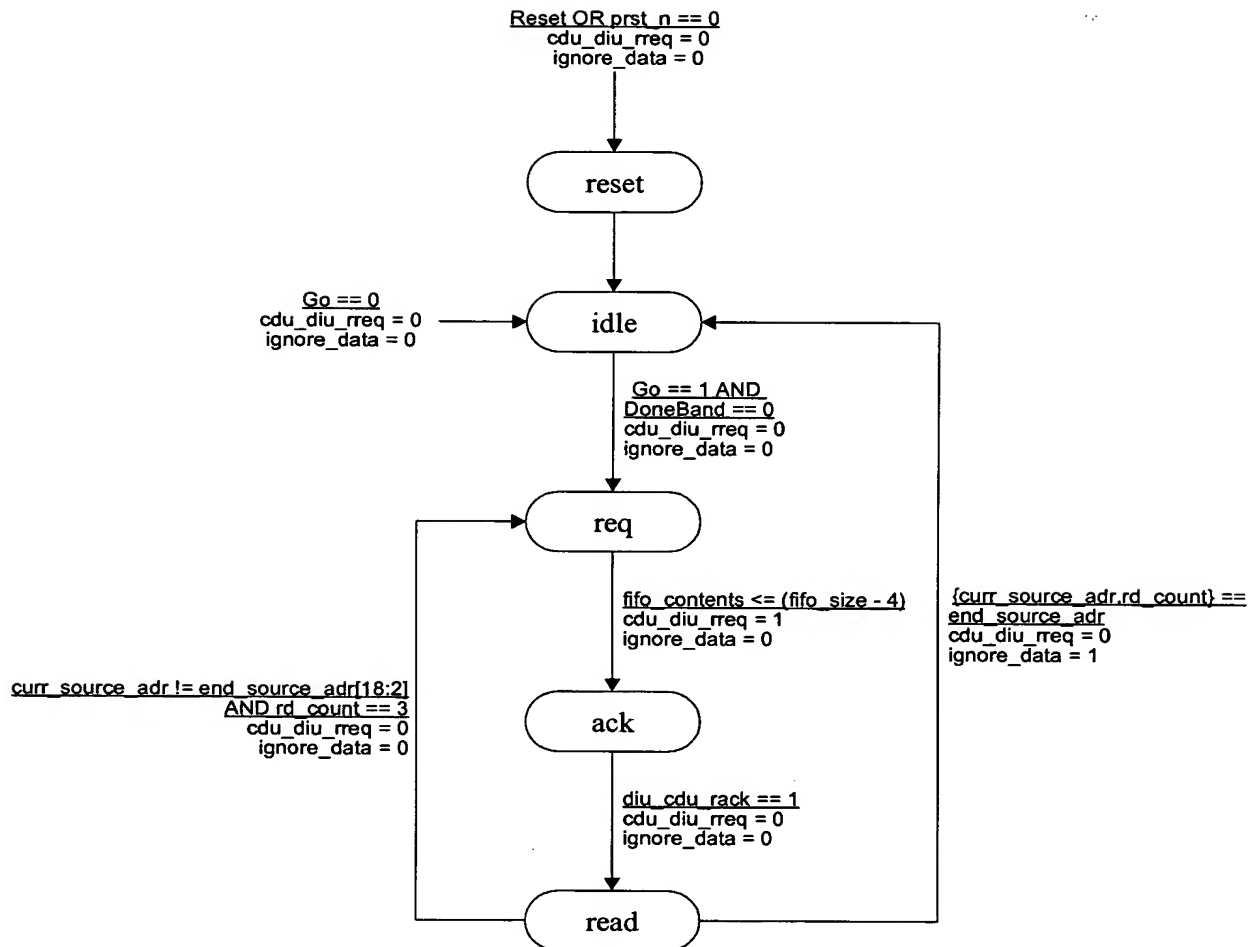 Reset OR prst_n == 0
cdu_diu_rreq = 0
ignore_data = 0
reset
Go == 0
cdu_diu_rreq = 0
ignore_data = 0
idle
Go == 1 AND
DoneBand == 0
cdu_diu_rreq = 0
ignore_data = 0
req
fifo_contents <= (fifo_size - 4)
cdu_diu_rreq = 1
ignore_data = 0
{curr_source_adr,rd_count} ==
end_source_adr
cdu_diu_rreq = 0
ignore_data = 1
curr_source_adr != end_source_adr[18:2]
AND rd_count == 3
cdu_diu_rreq = 0
ignore_data = 0
ack
diu_cdu_rack == 1
cdu_diu_rreq = 0
ignore_data = 0
read